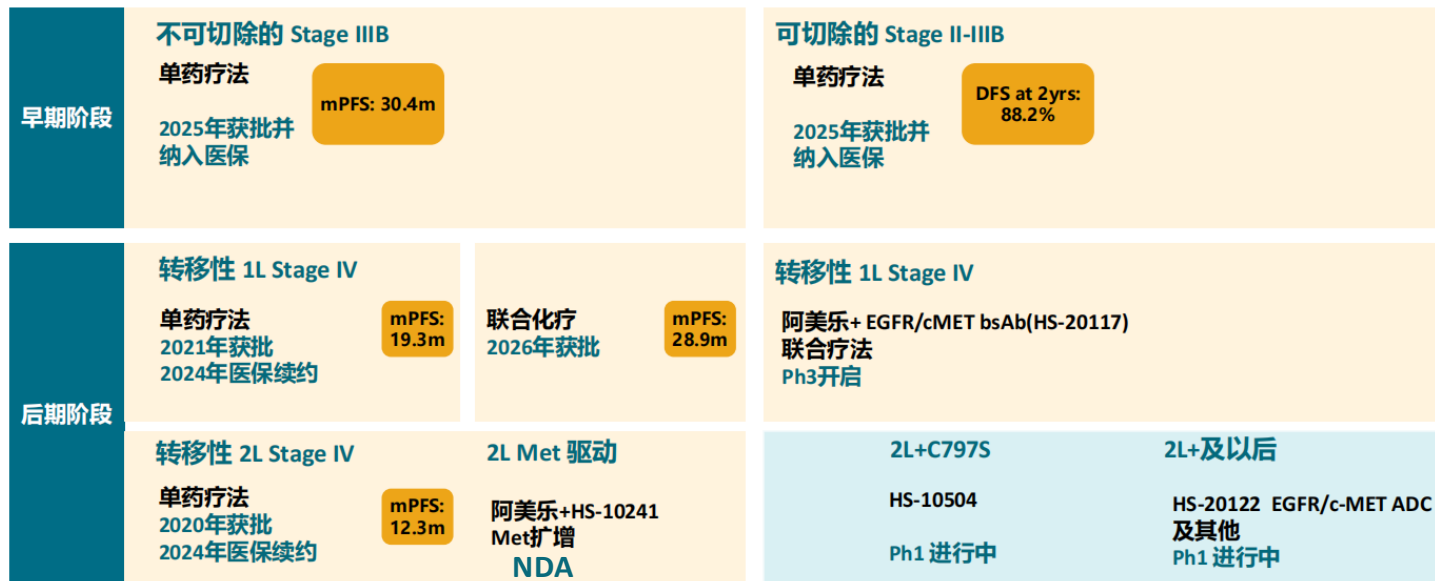 早期阶段
不可切除的 Stage IIIB
单药疗法
mPFS: 30.4m
2025年获批并
纳入医保
可切除的 Stage II-IIIB
单药疗法
DFS at 2yrs:
88.2%
2025年获批并
纳入医保
后期阶段
转移性 1L Stage IV
单药疗法
2021年获批
2024年医保续约
mPFS:
19.3m
联合化疗
2026年获批
mPFS:
28.9m
转移性 1L Stage IV
阿美乐+ EGFR/cMET bsAb(HS-20117)
联合疗法
Ph3开启
转移性 2L Stage IV
单药疗法
2020年获批
2024年医保续约
mPFS:
12.3m
2L Met 驱动
阿美乐+HS-10241
Met扩增
NDA
2L+C797S
HS-10504
Ph1 进行中
2L+及以后
HS-20122 EGFR/c-MET ADC
及其他
Ph1 进行中